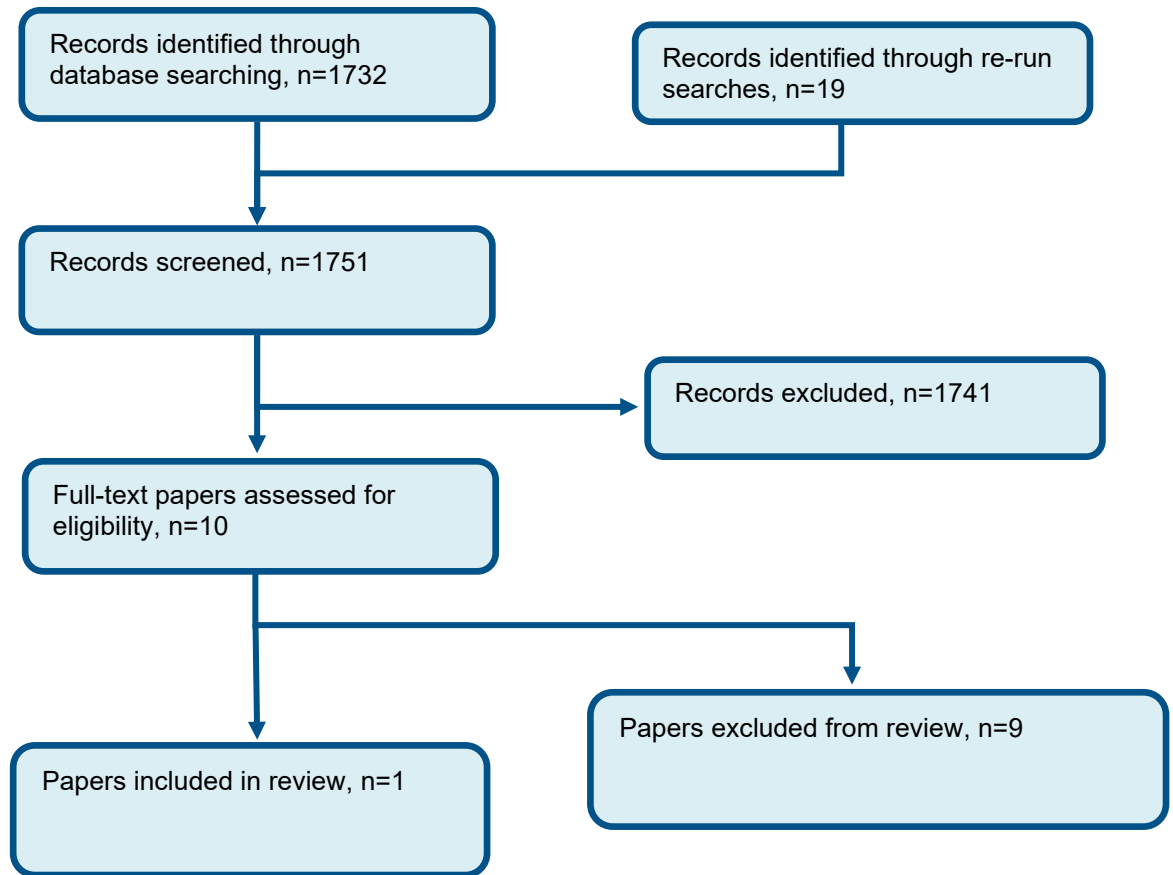 Records identified through
database searching, n=1732
Records identified through re-run
searches, n=19
Records screened, n=1751
Records excluded, n=1741
Full-text papers assessed for
eligibility, n=10
Papers excluded from review, n=9
Papers included in review, n=1